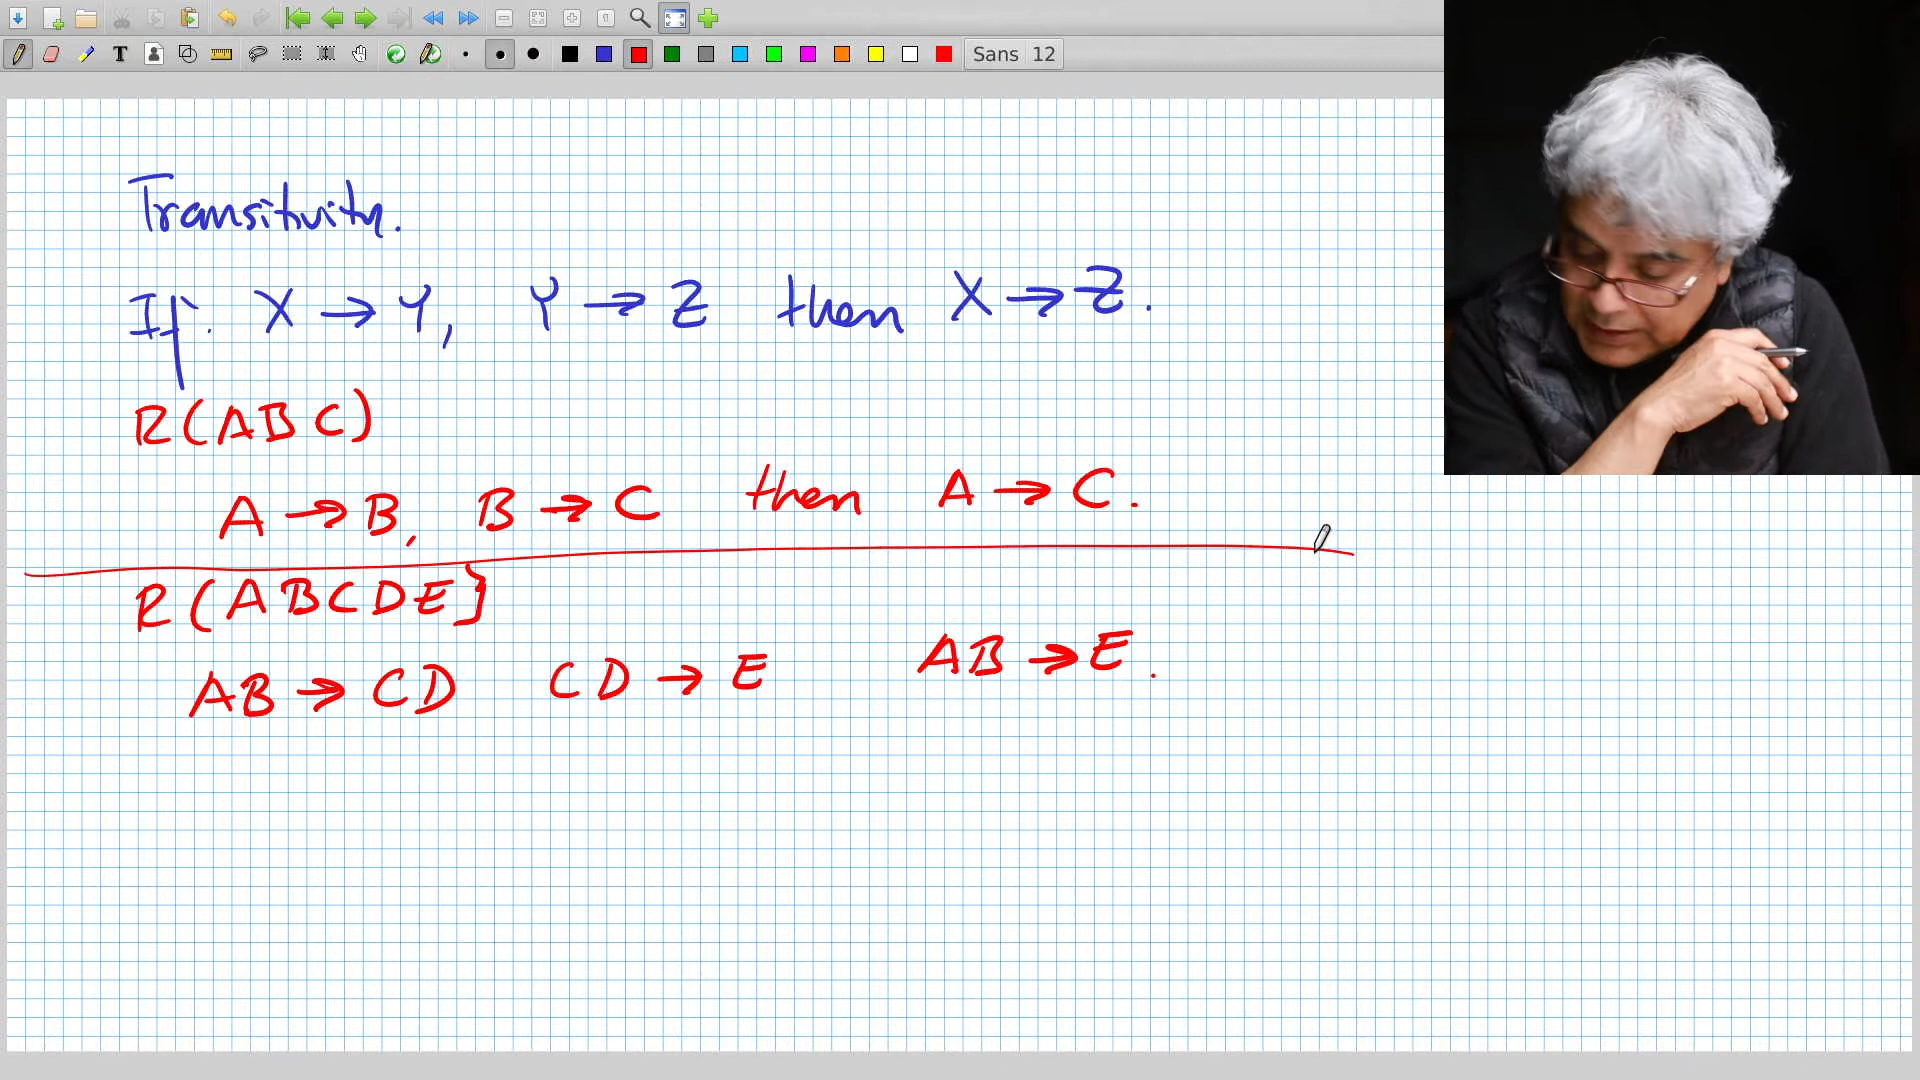 Sans 12
Transitivity.
If: X → Y, Y → Z then X → Z.
R(ABC)
A → B, B → C then A → C.
R(ABCDE)
AB → CD CD → E AB → E.